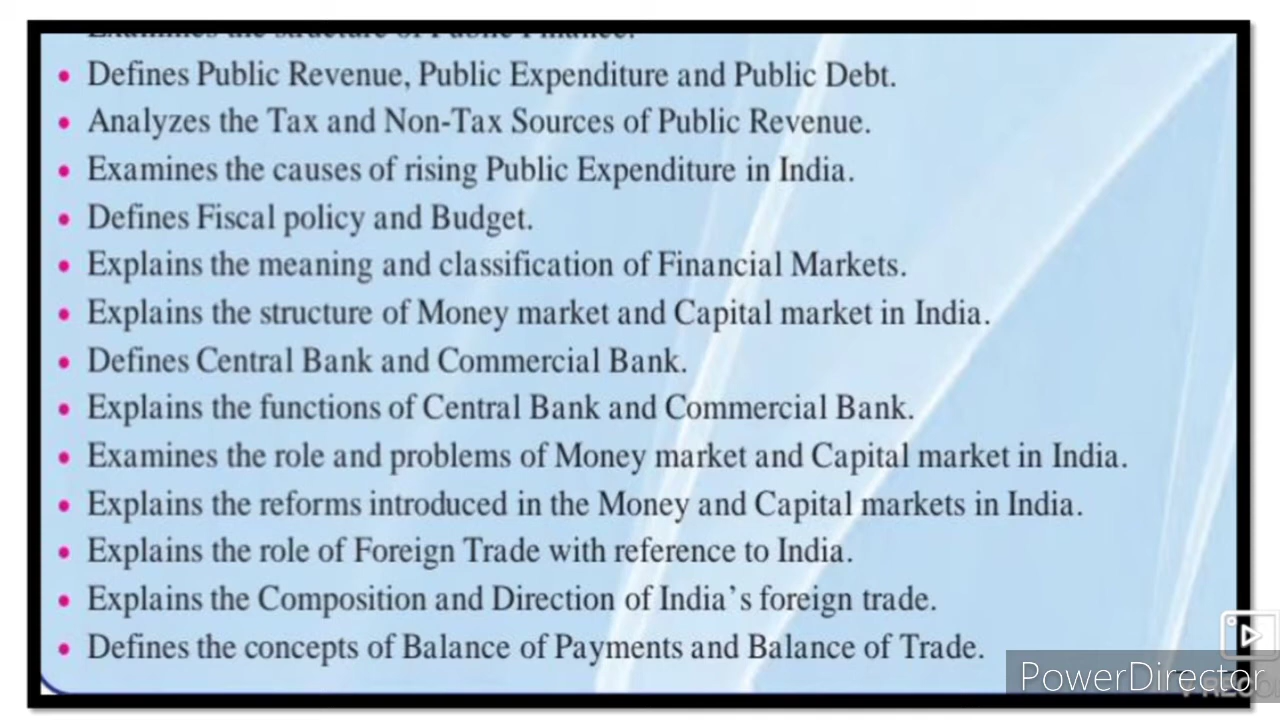 Examines the structure of Public Finance.
• Defines Public Revenue, Public Expenditure and Public Debt.
• Analyzes the Tax and Non-Tax Sources of Public Revenue.
• Examines the causes of rising Public Expenditure in India.
• Defines Fiscal policy and Budget.
• Explains the meaning and classification of Financial Markets.
• Explains the structure of Money market and Capital market in India.
• Defines Central Bank and Commercial Bank.
• Explains the functions of Central Bank and Commercial Bank.
• Examines the role and problems of Money market and Capital market in India.
• Explains the reforms introduced in the Money and Capital markets in India.
• Explains the role of Foreign Trade with reference to India.
• Explains the Composition and Direction of India's foreign trade.
• Defines the concepts of Balance of Payments and Balance of Trade.
PowerDirector